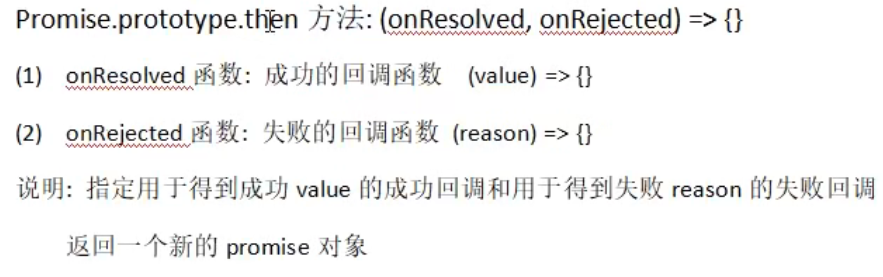 Promise.prototype.then 方法: (onResolved, onRejected) => {}
(1) onResolved 函数: 成功的回调函数 (value) => {}
(2) onRejected 函数: 失败的回调函数 (reason) => {}
说明: 指定用于得到成功 value 的成功回调和用于得到失败 reason 的失败回调
返回一个新的 promise 对象